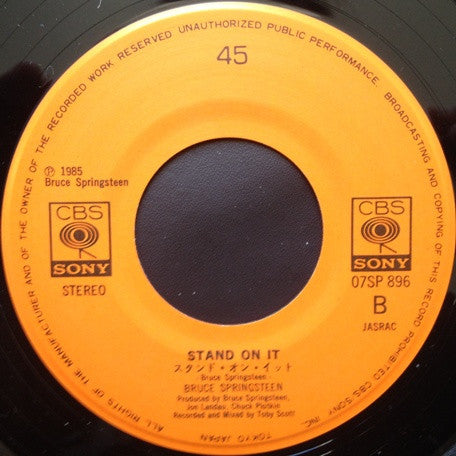 ALL RIGHTS OF THE MANUFACTURER AND OF THE OWNER OF THE RECORDED WORK RESERVED UNAUTHORIZED PUBLIC PERFORMANCE. BROADCASTING AND COPYING OF THIS RECORD PROHIBITED CBS/SONY INC. TOKYO JAPAN
45
Ⓟ 1985
Bruce Springsteen
CBS
SONY
STEREO
CBS
SONY
07SP 896
B
JASRAC
STAND ON IT
スタンド・オン・イット
- Bruce Springsteen -
BRUCE SPRINGSTEEN
Produced by Bruce Springsteen,
Jon Landau, Chuck Plotkin
Recorded and Mixed by Toby Scott